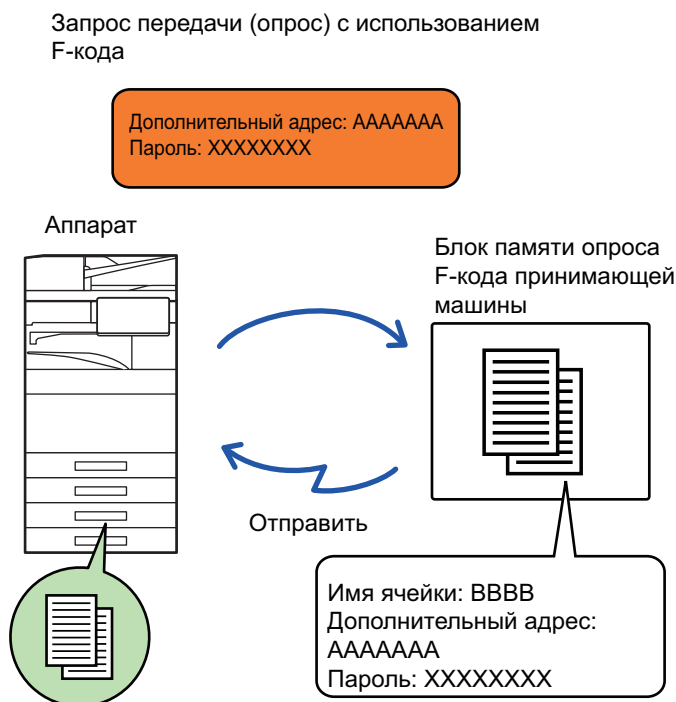 Запрос передачи (опрос) с использованием
F-кода
Дополнительный адрес: AAAAAAA
Пароль: XXXXXXXX
Аппарат
Блок памяти опроса
F-кода принимающей
машины
Отправить
Имя ячейки: BBBB
Дополнительный адрес:
AAAAAAA
Пароль: XXXXXXXX